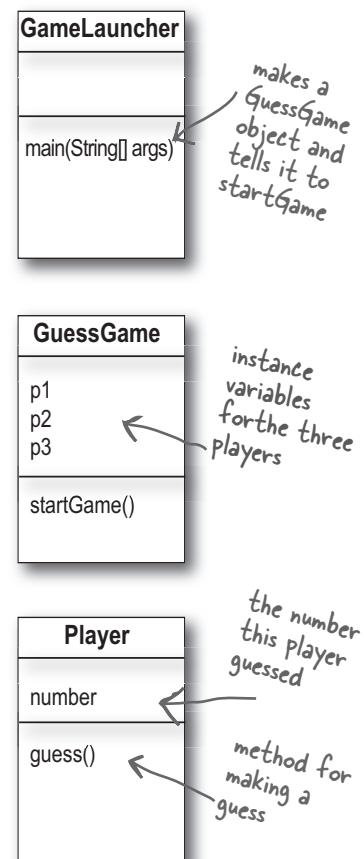 GameLauncher
main(String[] args)
makes a
GuessGame
object and
tells it to
startGame
GuessGame
p1
p2
p3
startGame()
instance
variables
forthe three
players
Player
number
guess()
the number
this player
guessed
method for
making a
guess